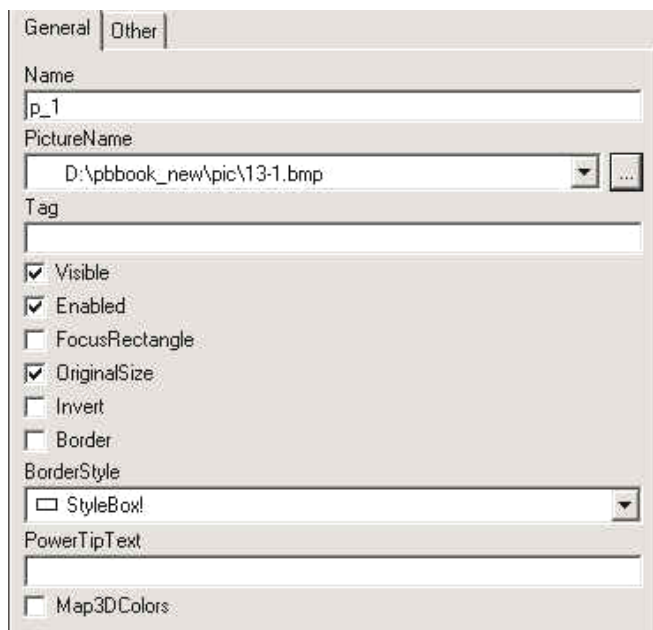 General Other
Name
p_1
PictureName
D:\pbbook_new\pic\13-1.bmp ...
Tag
Visible
Enabled
FocusRectangle
OriginalSize
Invert
Border
BorderStyle
StyleBox!
PowerTipText
Map3DColors